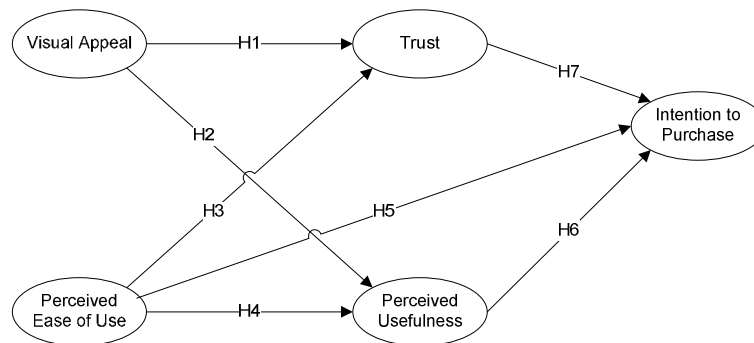 Visual Appeal
H1
Trust
H7
Intention to
Purchase
H2
H3
H5
H6
Perceived
Ease of Use
H4
Perceived
Usefulness